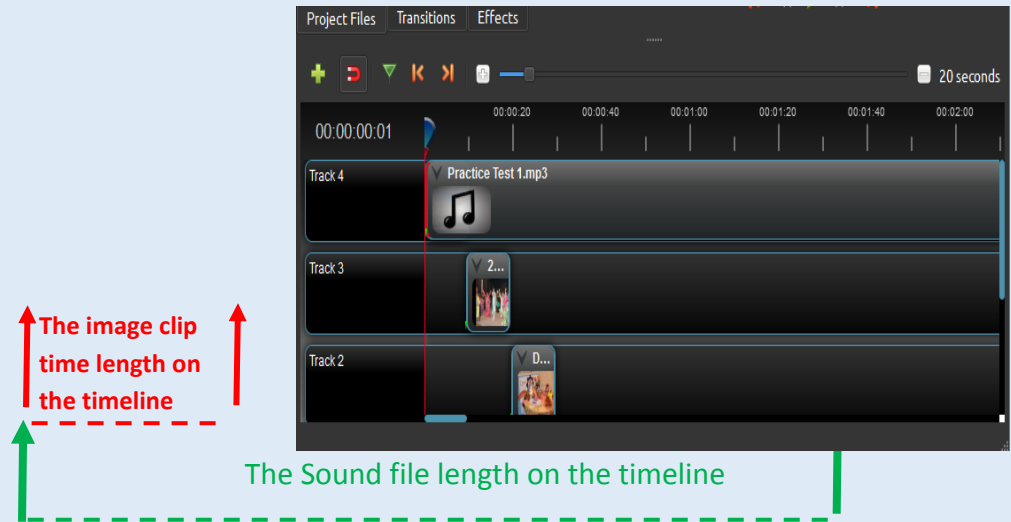 Project Files Transitions Effects
20 seconds
00:00:00:01 00:00:20 00:00:40 00:01:00 00:01:20 00:01:40 00:02:00
Track 4 Practice Test 1.mp3
Track 3 2...
Track 2 D...
The image clip
time length on
the timeline
The Sound file length on the timeline